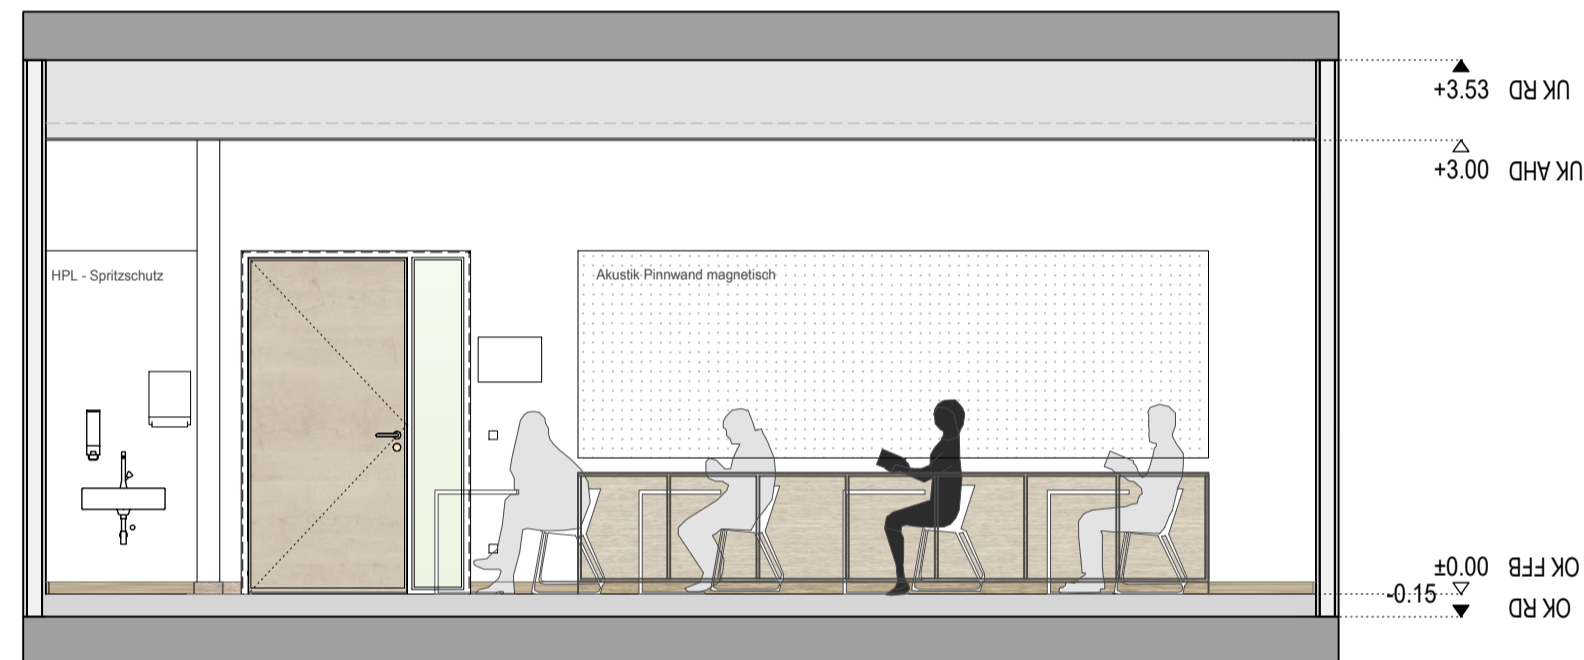 +3.53 UK RD
+3.00 UK AHD
HPL - Spritzschutz
Akustik Pinnwand magnetisch
±0.00 OK FFB
-0.15 OK RD